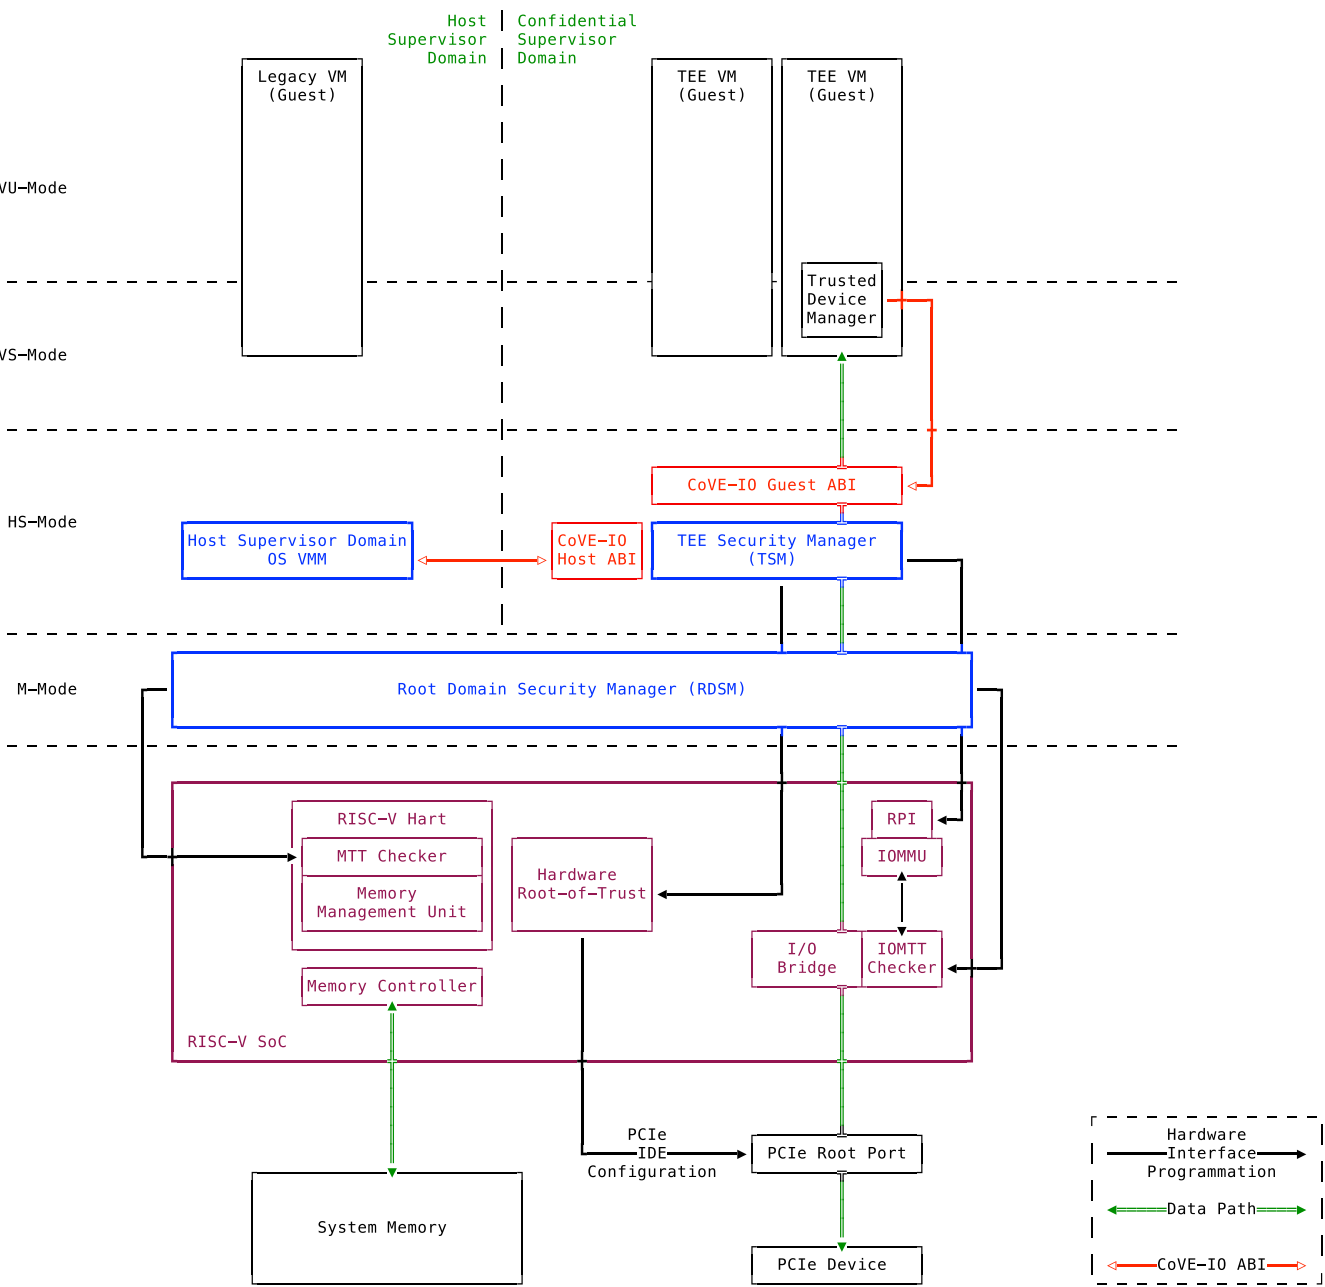 Host
Supervisor
Domain
Confidential
Supervisor
Domain
Legacy VM
(Guest)
TEE VM
(Guest)
TEE VM
(Guest)
VU-Mode
Trusted
Device
Manager
VS-Mode
CoVE-IO Guest ABI
HS-Mode
Host Supervisor Domain
OS VMM
CoVE-IO
Host ABI
TEE Security Manager
(TSM)
M-Mode
Root Domain Security Manager (RDSM)
RISC-V Hart
MTT Checker
Memory
Management Unit
Hardware
Root-of-Trust
RPI
IOMMU
I/O
Bridge
IOMTT
Checker
Memory Controller
RISC-V SoC
PCIe
IDE
Configuration
PCIe Root Port
System Memory
PCIe Device
Hardware
Interface
Programmation
Data Path
CoVE-IO ABI